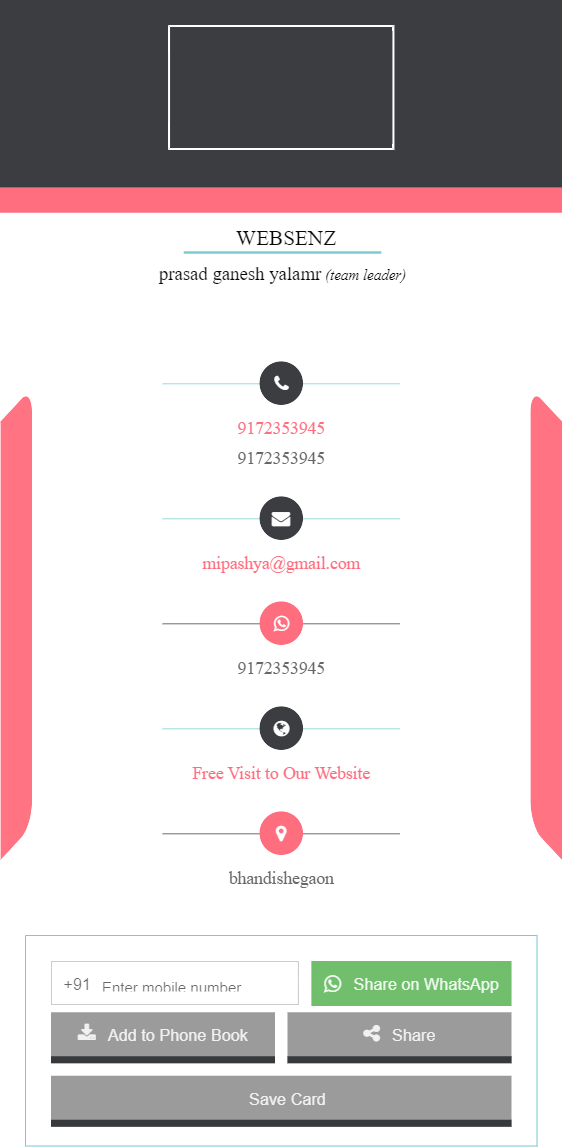 WEBSENZ
prasad ganesh yalamr (team leader)
9172353945
9172353945
mipashya@gmail.com
9172353945
Free Visit to Our Website
bhandishegaon
+91 Enter mobile number
Share on WhatsApp
Add to Phone Book
Share
Save Card